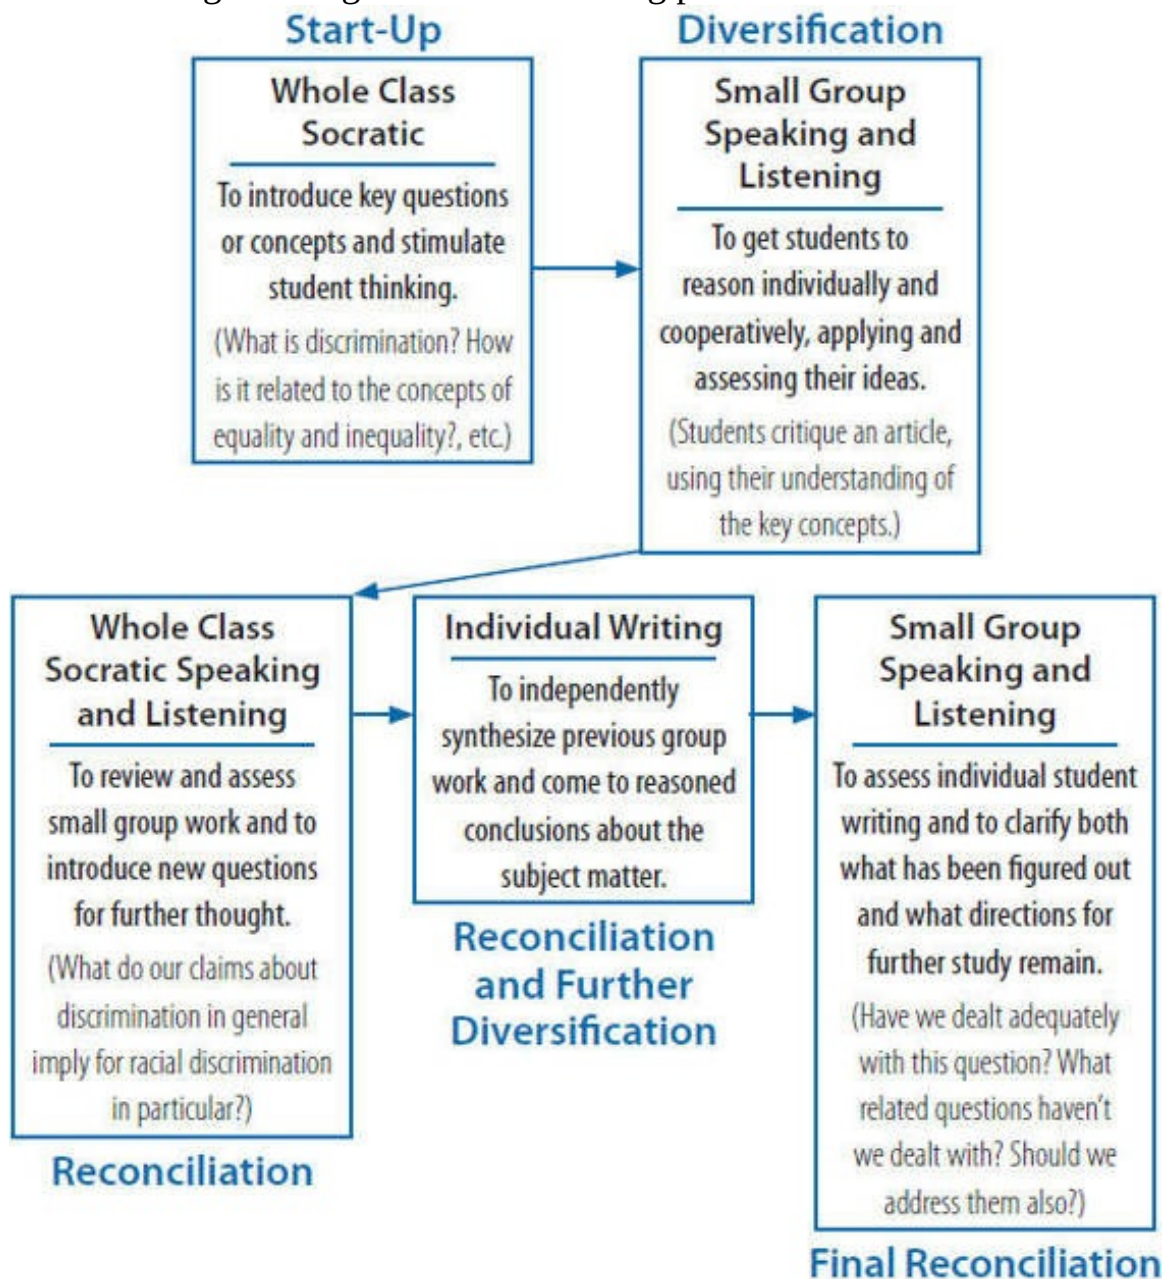 Start-Up
Whole Class
Socratic
To introduce key questions
or concepts and stimulate
student thinking.
(What is discrimination? How
is it related to the concepts of
equality and inequality?, etc.)
Diversification
Small Group
Speaking and
Listening
To get students to
reason individually and
cooperatively, applying and
assessing their ideas.
(Students critique an article,
using their understanding of
the key concepts.)
Whole Class
Socratic Speaking
and Listening
To review and assess
small group work and to
introduce new questions
for further thought.
(What do our claims about
discrimination in general
imply for racial discrimination
in particular?)
Reconciliation
Individual Writing
To independently
synthesize previous group
work and come to reasoned
conclusions about the
subject matter.
Reconciliation
and Further
Diversification
Small Group
Speaking and
Listening
To assess individual student
writing and to clarify both
what has been figured out
and what directions for
further study remain.
(Have we dealt adequately
with this question? What
related questions haven't
we dealt with? Should we
address them also?)
Final Reconciliation